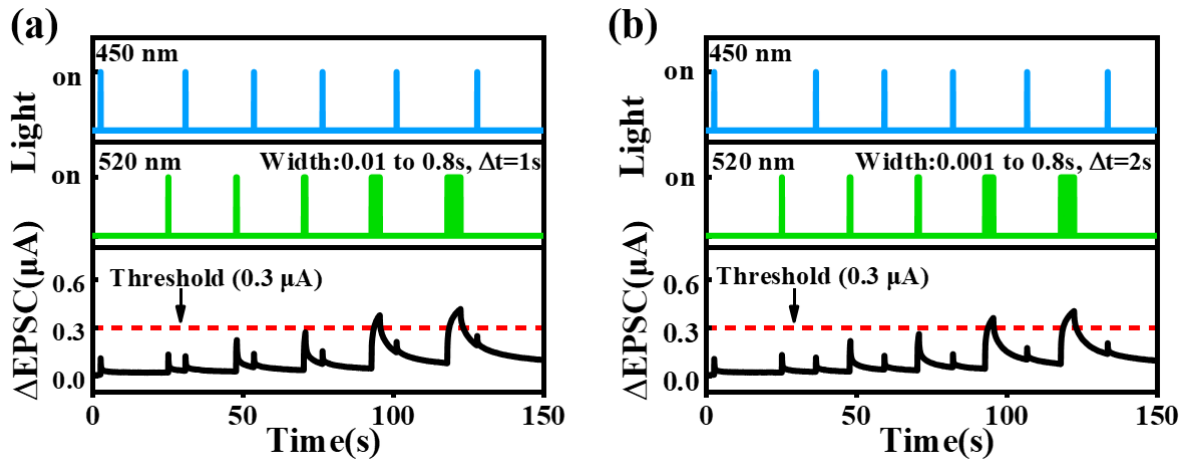 (a)
450 nm
on
Light
520 nm
Width:0.01 to 0.8s, Δt=1s
on
ΔEPSC(μA)
0.6
Threshold (0.3 μA)
0.3
0.0
0
50
100
150
Time(s)
(b)
450 nm
on
Light
520 nm
Width:0.001 to 0.8s, Δt=2s
on
ΔEPSC(μA)
0.6
Threshold (0.3 μA)
0.3
0.0
0
50
100
150
Time(s)